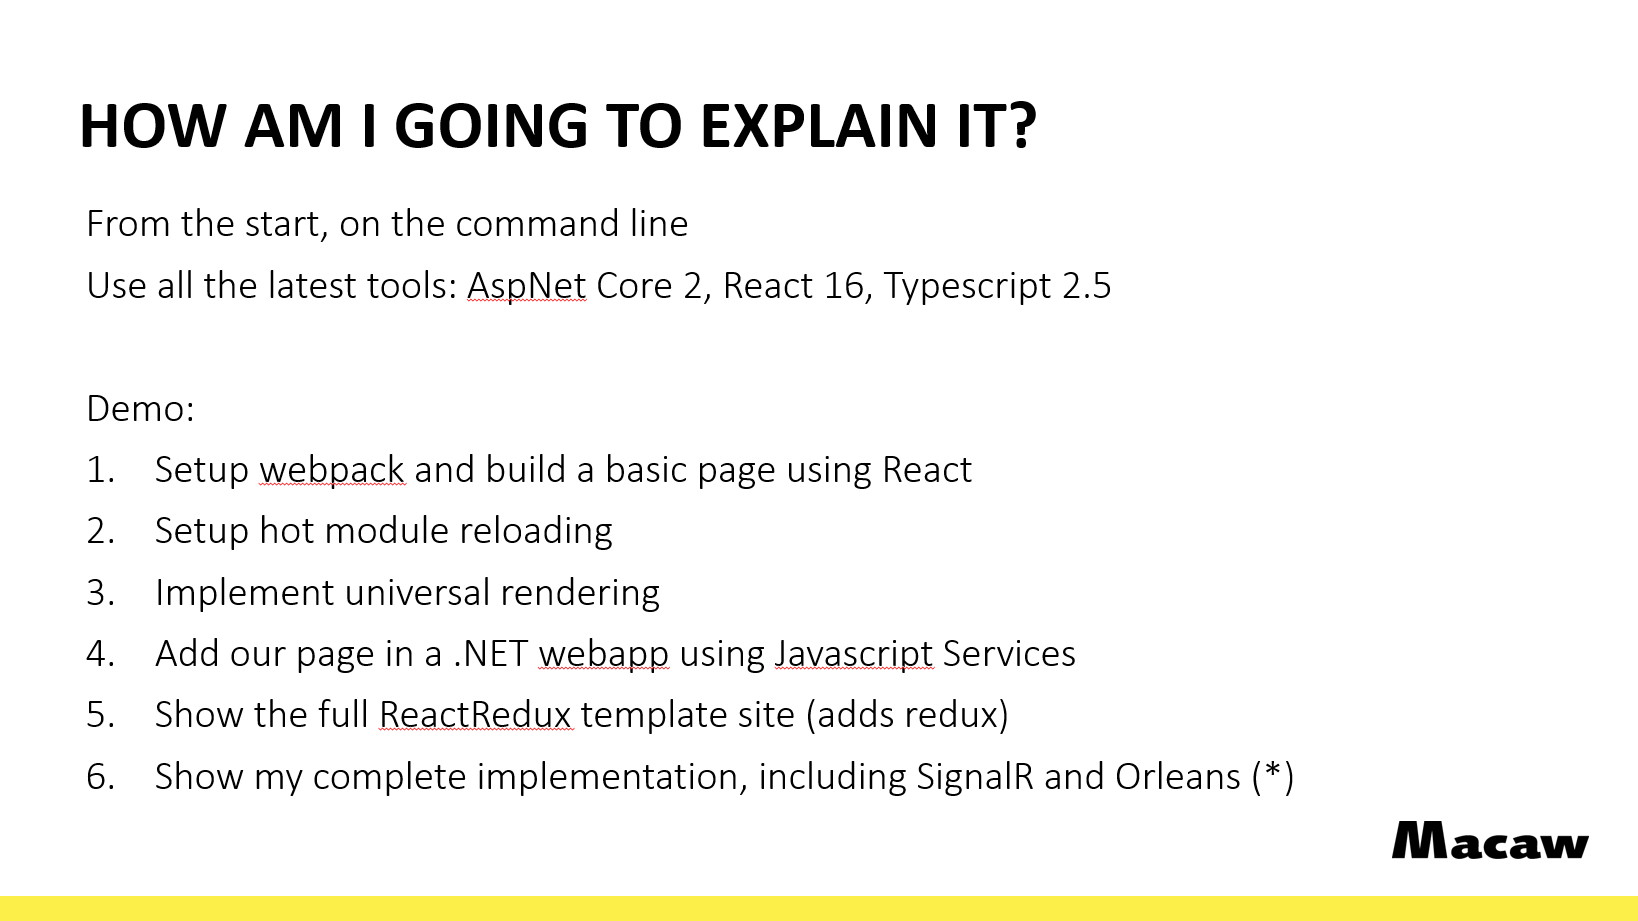 HOW AM I GOING TO EXPLAIN IT?
From the start, on the command line
Use all the latest tools: AspNet Core 2, React 16, Typescript 2.5
Demo:
1. Setup webpack and build a basic page using React
2. Setup hot module reloading
3. Implement universal rendering
4. Add our page in a .NET webapp using Javascript Services
5. Show the full ReactRedux template site (adds redux)
6. Show my complete implementation, including SignalR and Orleans (*)
Macaw